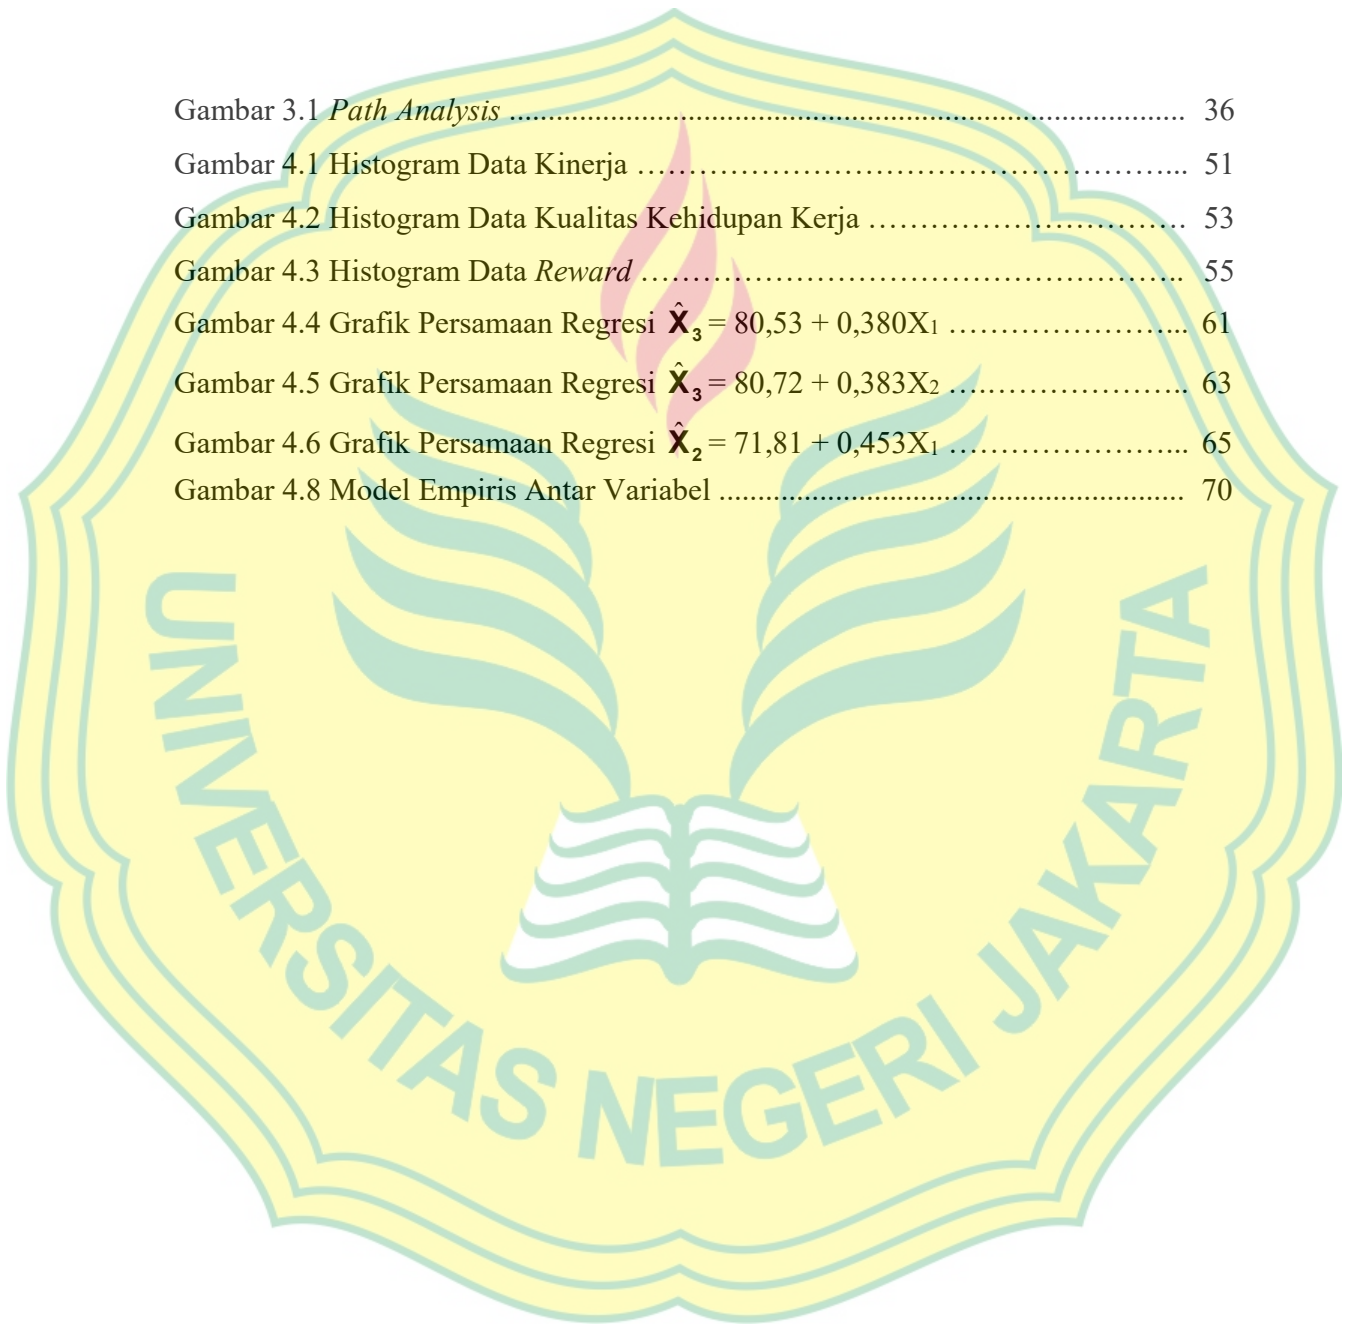 Gambar 3.1 Path Analysis ........................................................................................ 36
Gambar 4.1 Histogram Data Kinerja ………………………………………………... 51
Gambar 4.2 Histogram Data Kualitas Kehidupan Kerja …………………………. 53
Gambar 4.3 Histogram Data Reward …………………………………………….. 55
Gambar 4.4 Grafik Persamaan Regresi X̂₃ = 80,53 + 0,380X₁ …………………... 61
Gambar 4.5 Grafik Persamaan Regresi X̂₃ = 80,72 + 0,383X₂ ………………….. 63
Gambar 4.6 Grafik Persamaan Regresi X̂₂ = 71,81 + 0,453X₁ …………………... 65
Gambar 4.8 Model Empiris Antar Variabel ............................................................. 70
UNIVERSITAS NEGERI JAKARTA